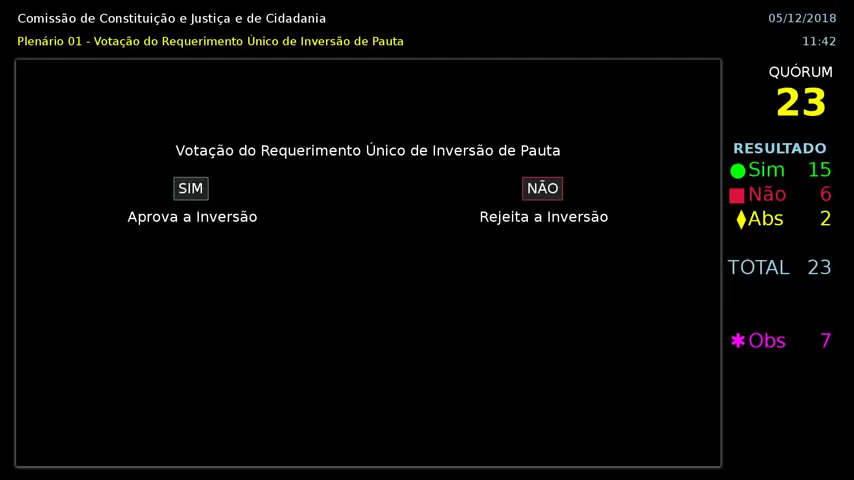 Comissão de Constituição e Justiça e de Cidadania
05/12/2018
Plenário 01 - Votação do Requerimento Único de Inversão de Pauta
11:42
QUÓRUM
23
Votação do Requerimento Único de Inversão de Pauta
SIM
NÃO
Aprova a Inversão
Rejeita a Inversão
RESULTADO
Sim 15
Não 6
Abs 2
TOTAL 23
Obs 7